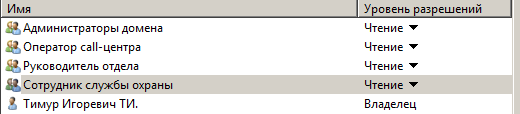 Имя Уровень разрешений
Администраторы домена Чтение
Оператор call-центра Чтение
Руководитель отдела Чтение
Сотрудник службы охраны Чтение
Тимур Игоревич ТИ. Владелец